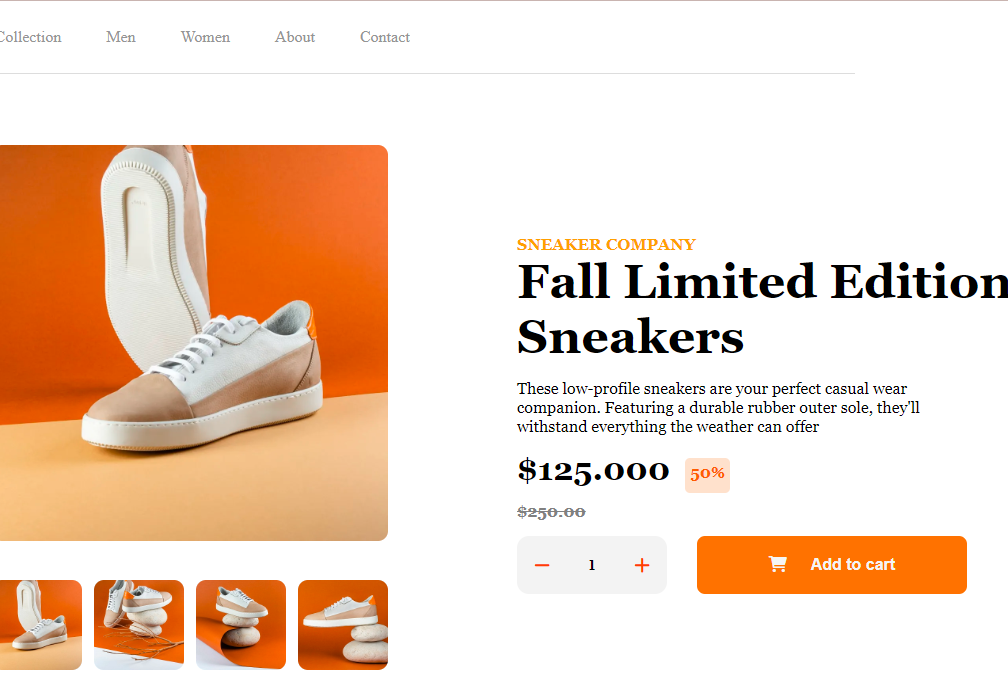 Collection Men Women About Contact
SNEAKER COMPANY
Fall Limited Edition
Sneakers
These low-profile sneakers are your perfect casual wear
companion. Featuring a durable rubber outer sole, they'll
withstand everything the weather can offer
$125.000 50%
$250.00
1 Add to cart